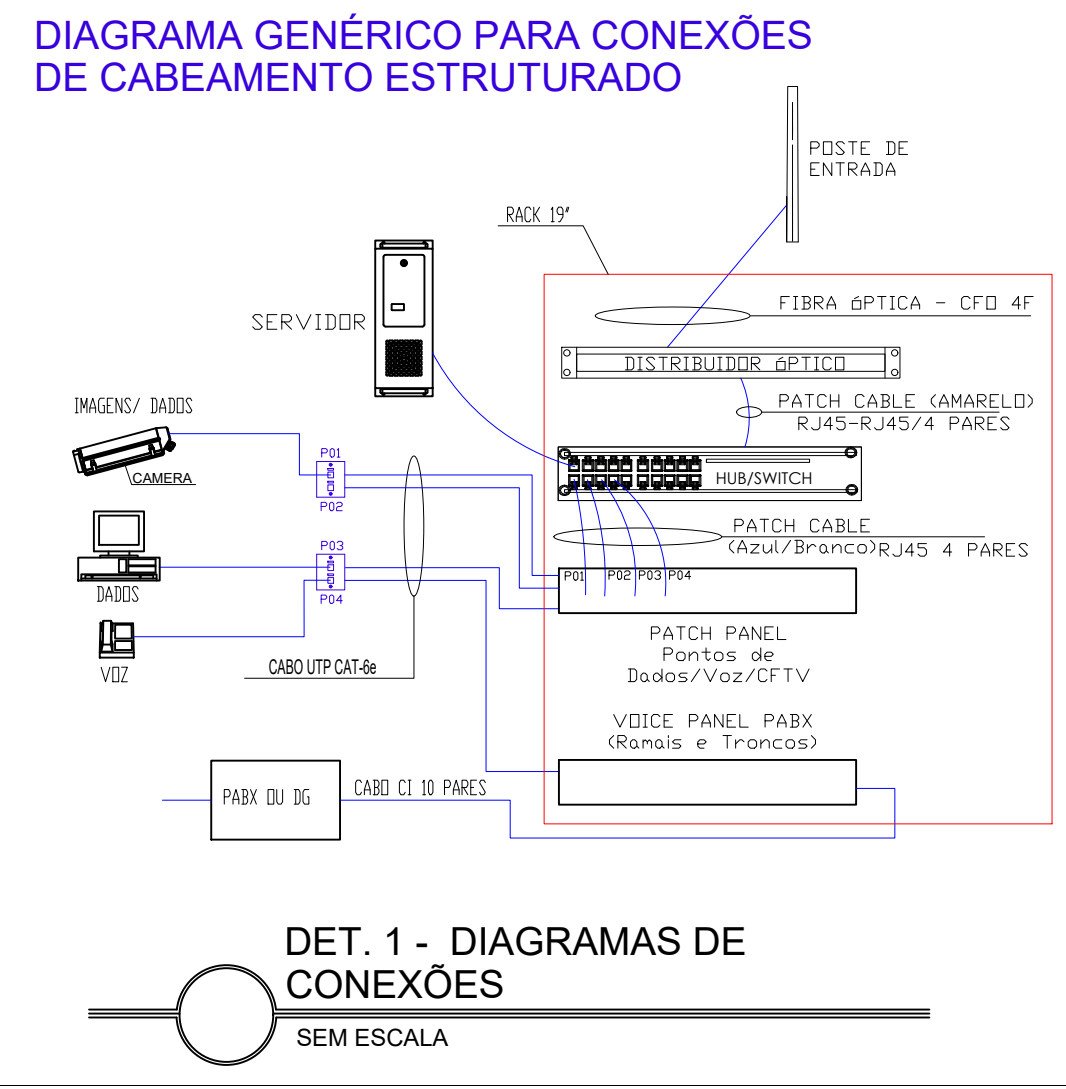 DIAGRAMA GENÉRICO PARA CONEXÕES
DE CABEAMENTO ESTRUTURADO
POSTE DE
ENTRADA
RACK 19"
FIBRA óPTICA - CFO 4F
SERVIDOR
DISTRIBUIDOR óPTICO
IMAGENS/ DADOS
PATCH CABLE (AMARELO)
RJ45-RJ45/4 PARES
CAMERA
P01
P02
HUB/SWITCH
PATCH CABLE
(Azul/Branco)RJ45 4 PARES
P03
P04
P01 P02 P03 P04
DADOS
VOZ
CABO UTP CAT-6e
PATCH PANEL
Pontos de
Dados/Voz/CFTV
VOICE PANEL PABX
(Ramais e Troncos)
PABX OU DG
CABO CI 10 PARES
DET. 1 - DIAGRAMAS DE
CONEXÕES
SEM ESCALA